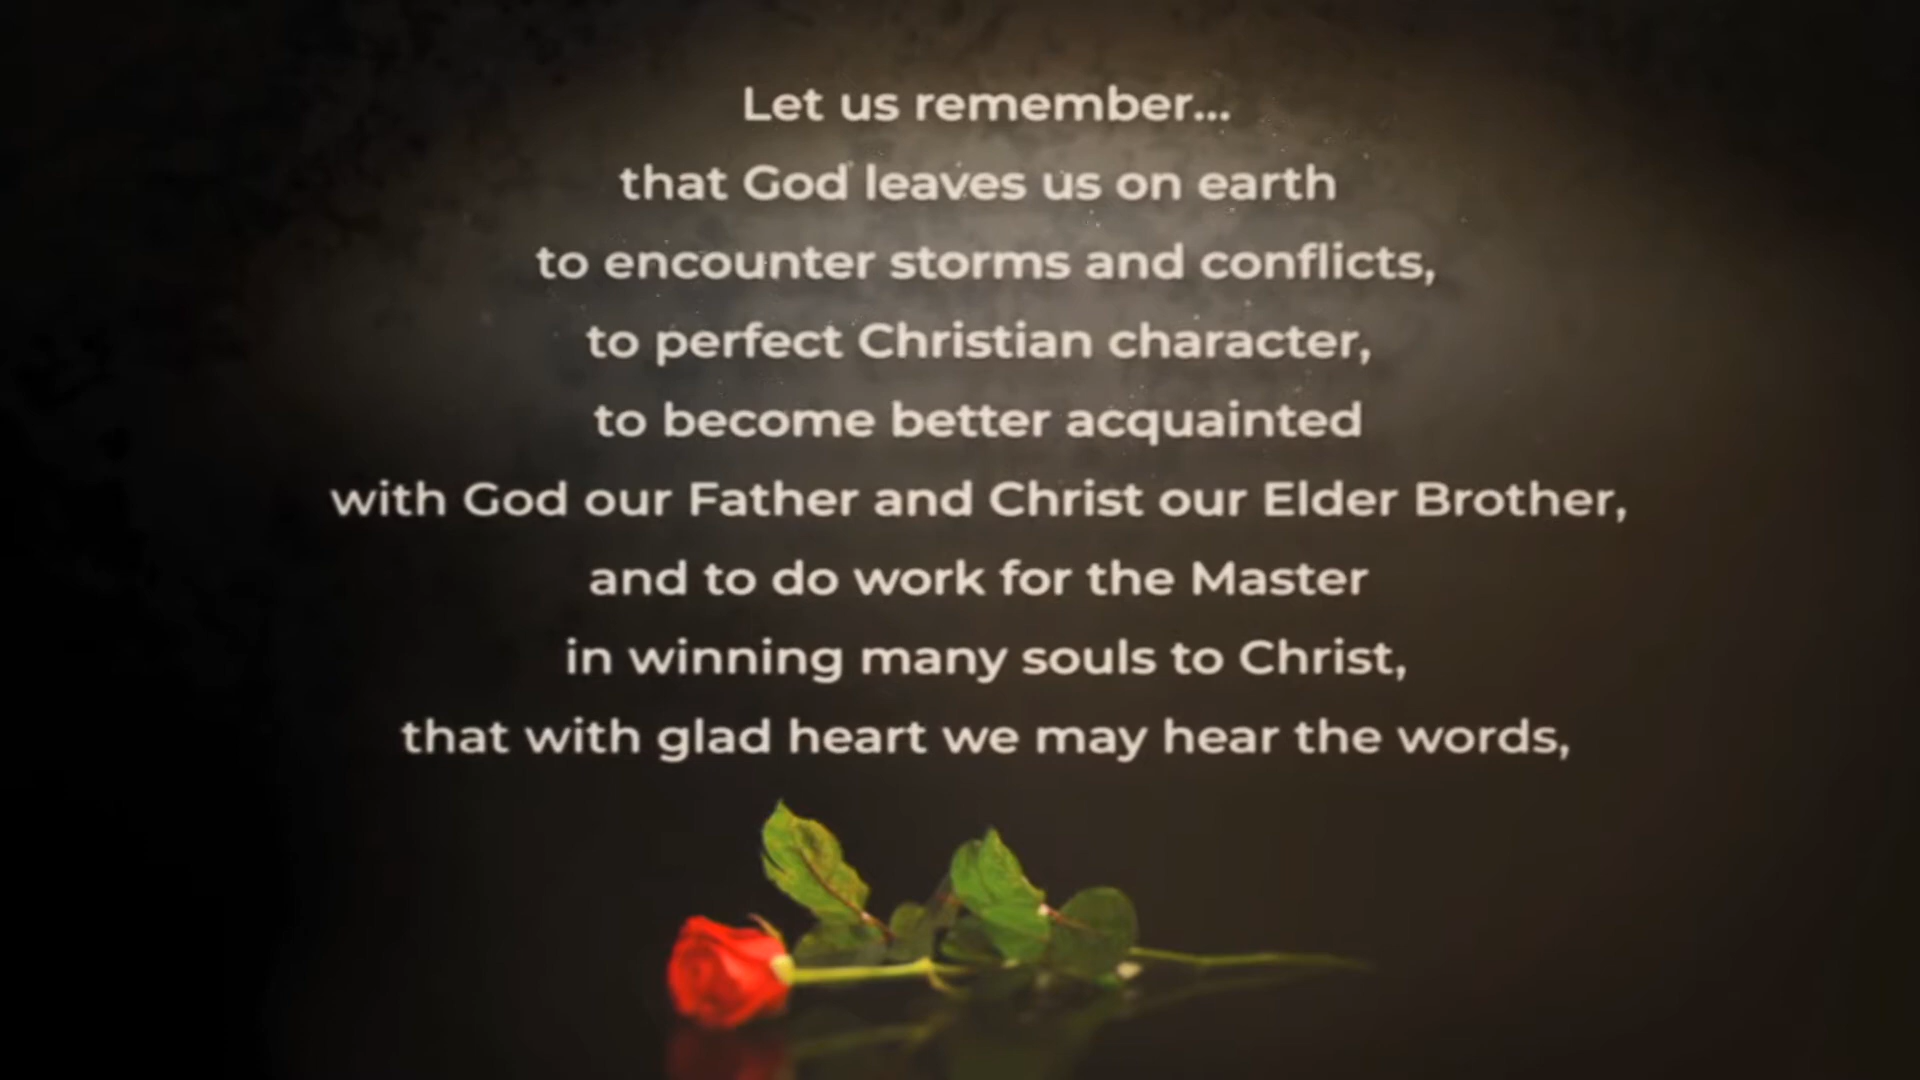 Let us remember...
that God leaves us on earth
to encounter storms and conflicts,
to perfect Christian character,
to become better acquainted
with God our Father and Christ our Elder Brother,
and to do work for the Master
in winning many souls to Christ,
that with glad heart we may hear the words,